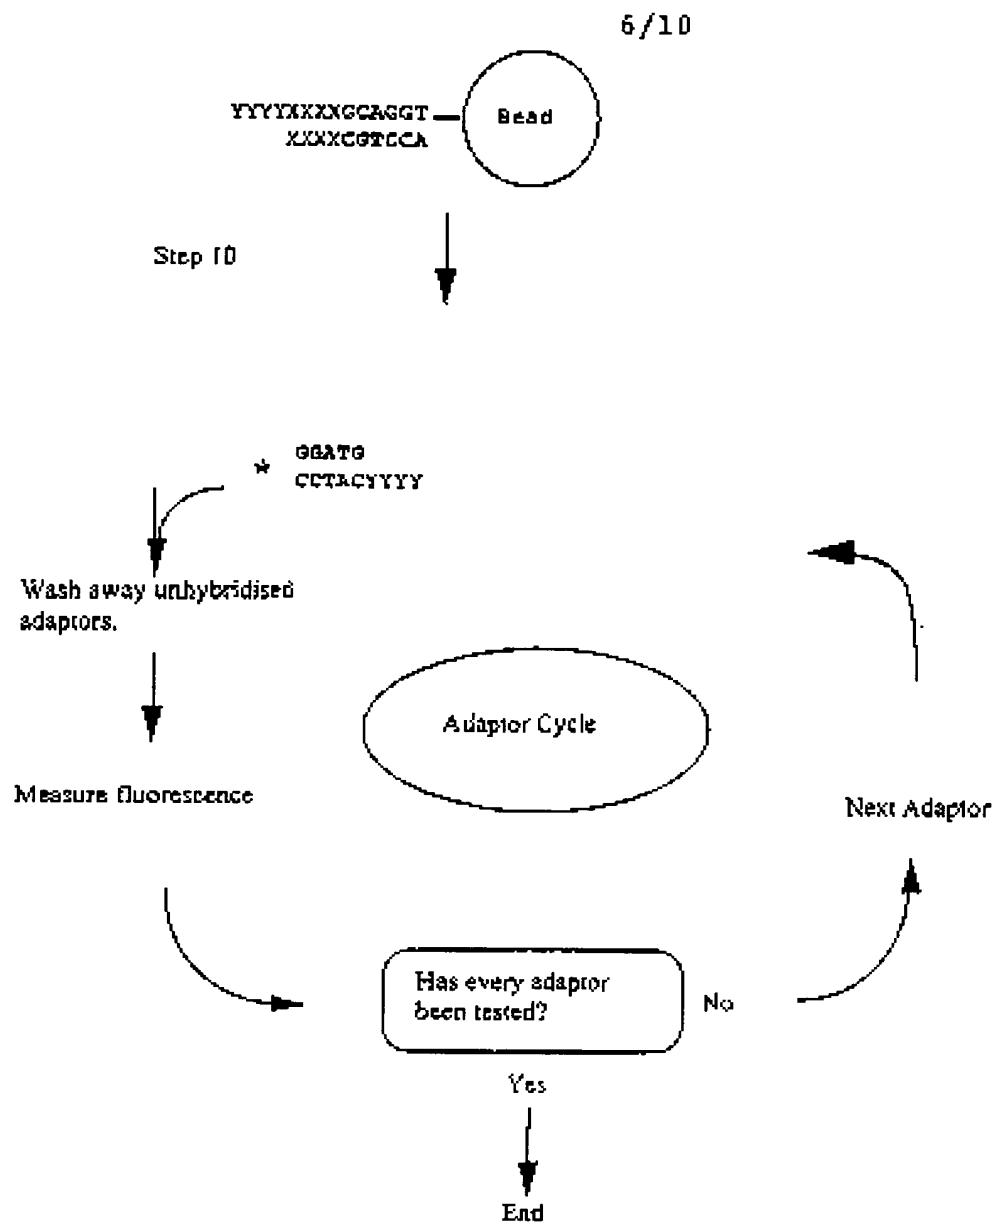 6/10
YYYYXXXXGCAGGT
XXXXCGTCCA
Bead
Step 10
* GGATG
CCTACYYYY
Wash away unhybridised
adaptors.
Measure fluorescence
Adaptor Cycle
Next Adaptor
Has every adaptor
been tested?
No
Yes
End